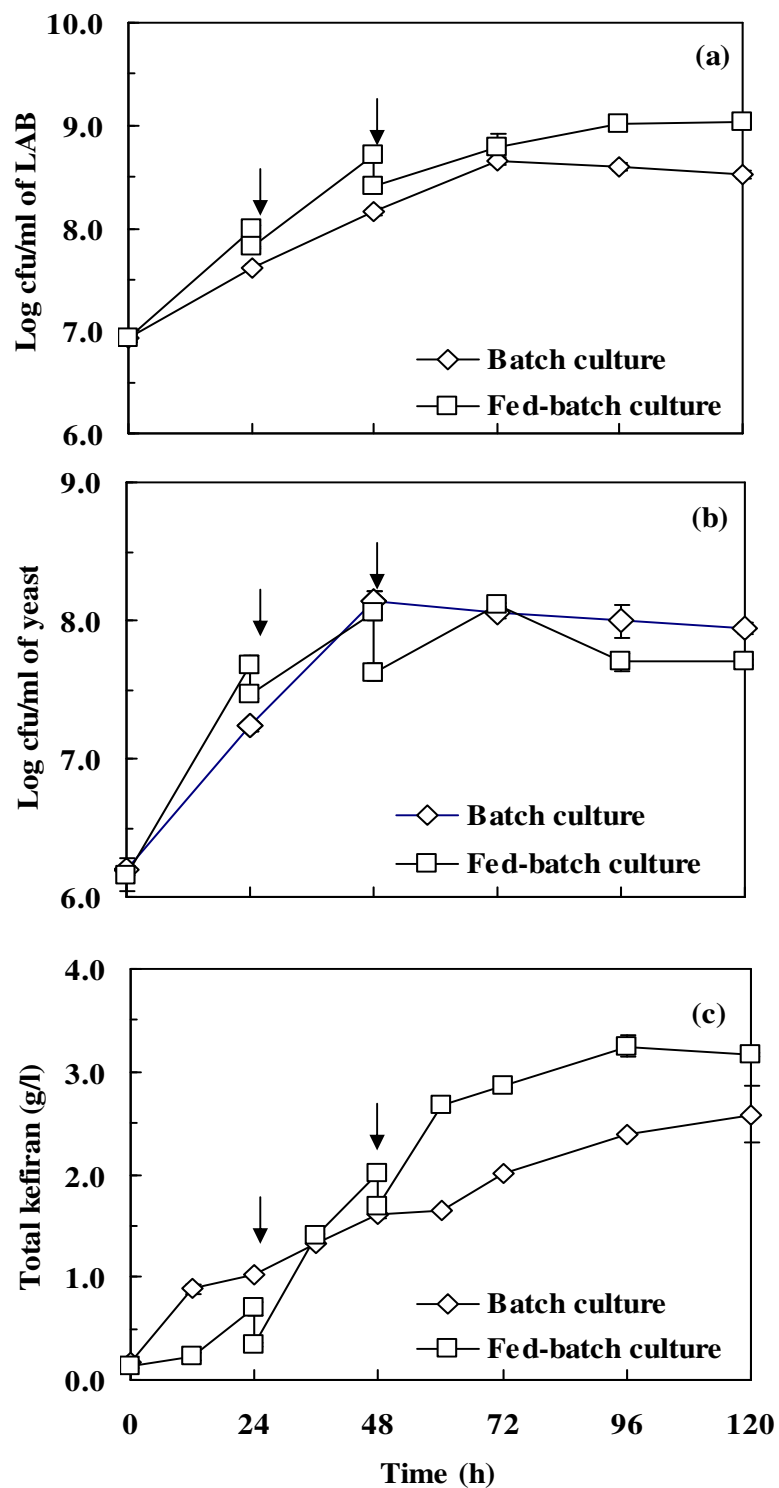 10.0
9.0
8.0
7.0
6.0
Log cfu/ml of LAB
(a)
Batch culture
Fed-batch culture
9.0
8.0
7.0
6.0
Log cfu/ml of yeast
(b)
Batch culture
Fed-batch culture
4.0
3.0
2.0
1.0
0.0
Total kefiran (g/l)
(c)
Batch culture
Fed-batch culture
0 24 48 72 96 120
Time (h)